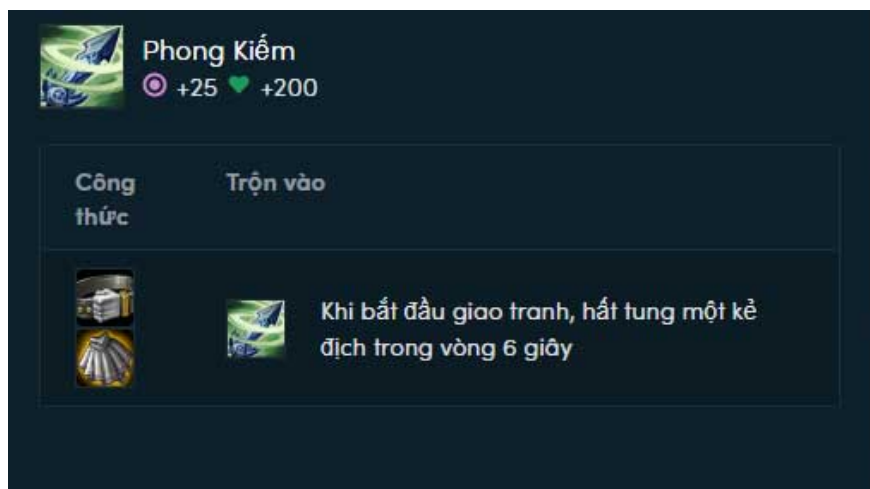 Phong Kiếm
+25 +200
Công Trộn vào
thức
Khi bắt đầu giao tranh, hất tung một kẻ
địch trong vòng 6 giây